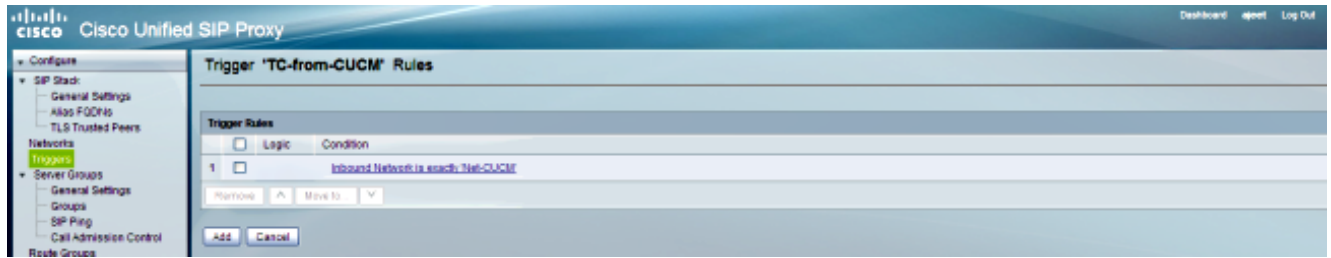 Dashboard ajeet Log Out
CISCO Cisco Unified SIP Proxy
Configure
SIP Stack
General Settings
Alias FQDNs
TLS Trusted Peers
Networks
Triggers
Server Groups
General Settings
Groups
SIP Ping
Call Admission Control
Route Groups
Trigger 'TC-from-CUCM' Rules
Trigger Rules
Logic Condition
1 Inbound Network is exactly 'Net-CUCM'
Remove Move to...
Add Cancel